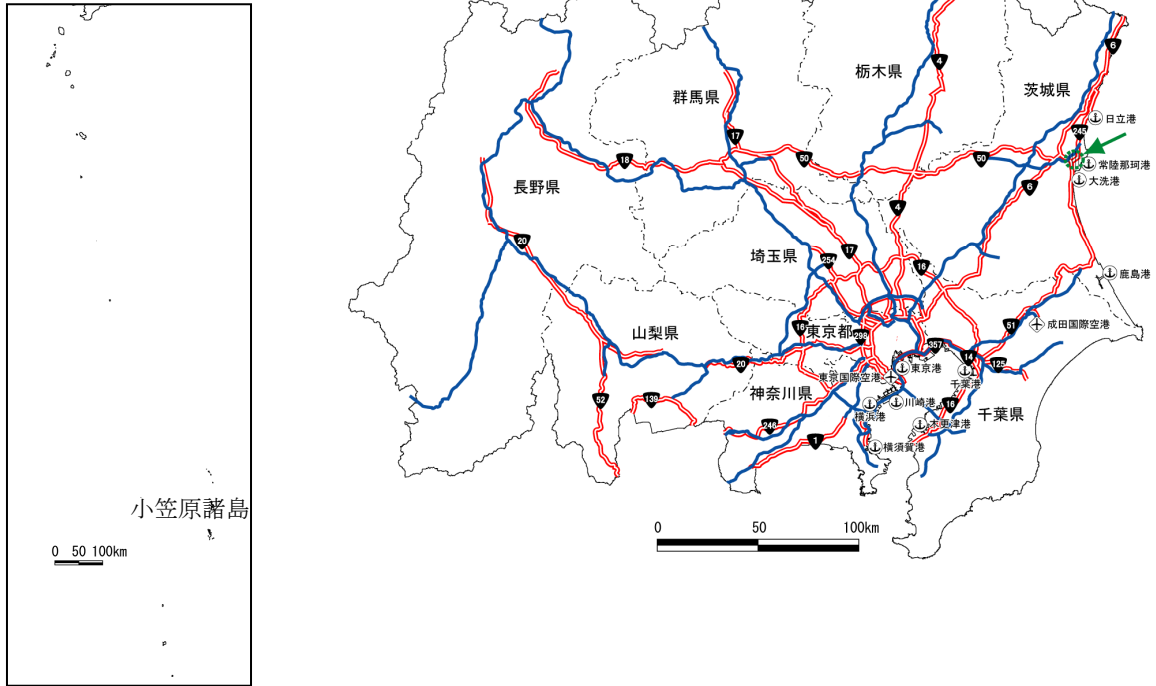 小笠原諸島
0 50 100km
栃木県
群馬県
茨城県
長野県
埼玉県
山梨県
東京都
神奈川県
千葉県
日立港
常陸那珂港
大洗港
鹿島港
成田国際空港
東京港
東京国際空港
千葉港
川崎港
横浜港
木更津港
横須賀港
6
4
245
17
18
50
50
6
4
20
17
254
16
16
298
51
357
14
125
20
52
139
16
246
1
0 50 100km